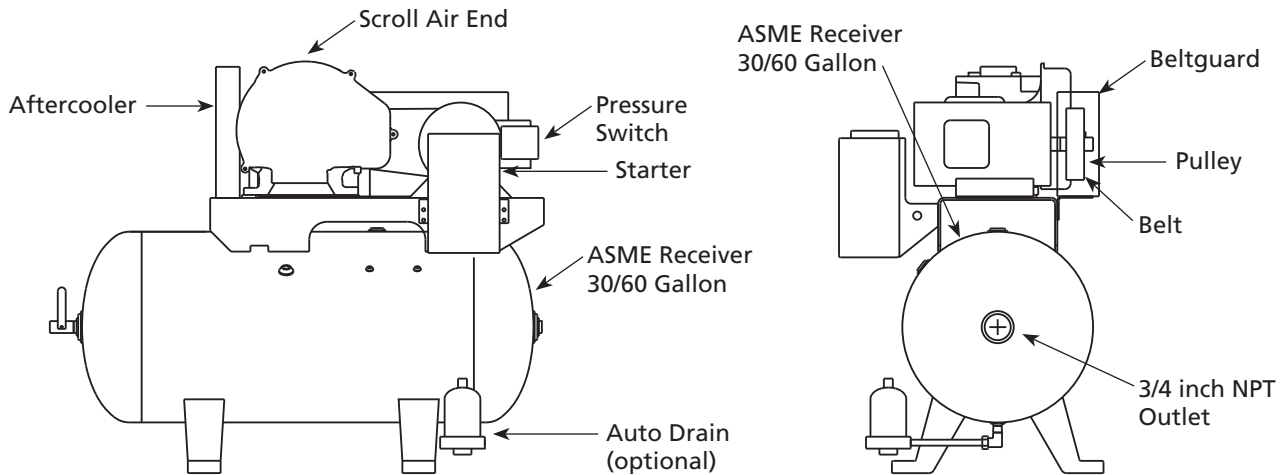 Scroll Air End
Aftercooler
Pressure
Switch
Starter
ASME Receiver
30/60 Gallon
Auto Drain
(optional)
ASME Receiver
30/60 Gallon
Beltguard
Pulley
Belt
3/4 inch NPT
Outlet